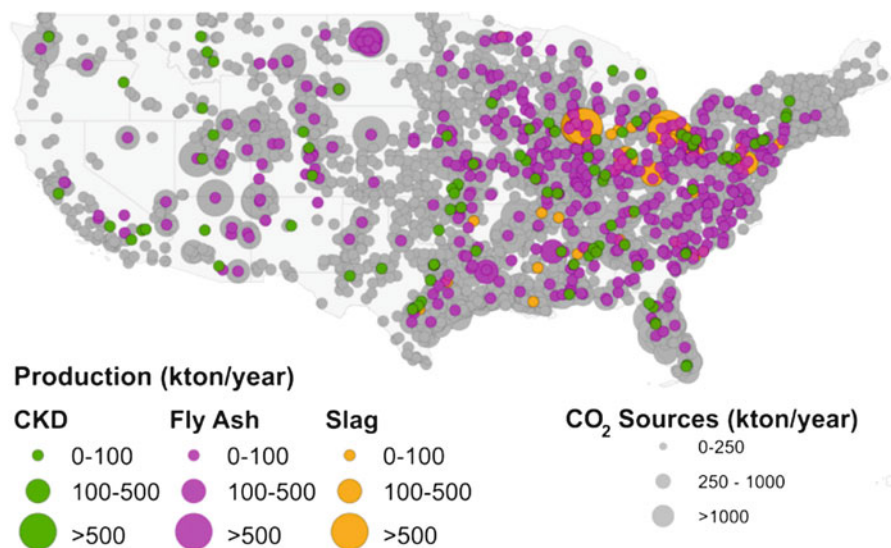 Production (kton/year)
CKD Fly Ash Slag
0-100 0-100 0-100
100-500 100-500 100-500
>500 >500 >500
CO₂ Sources (kton/year)
0-250
250 - 1000
>1000